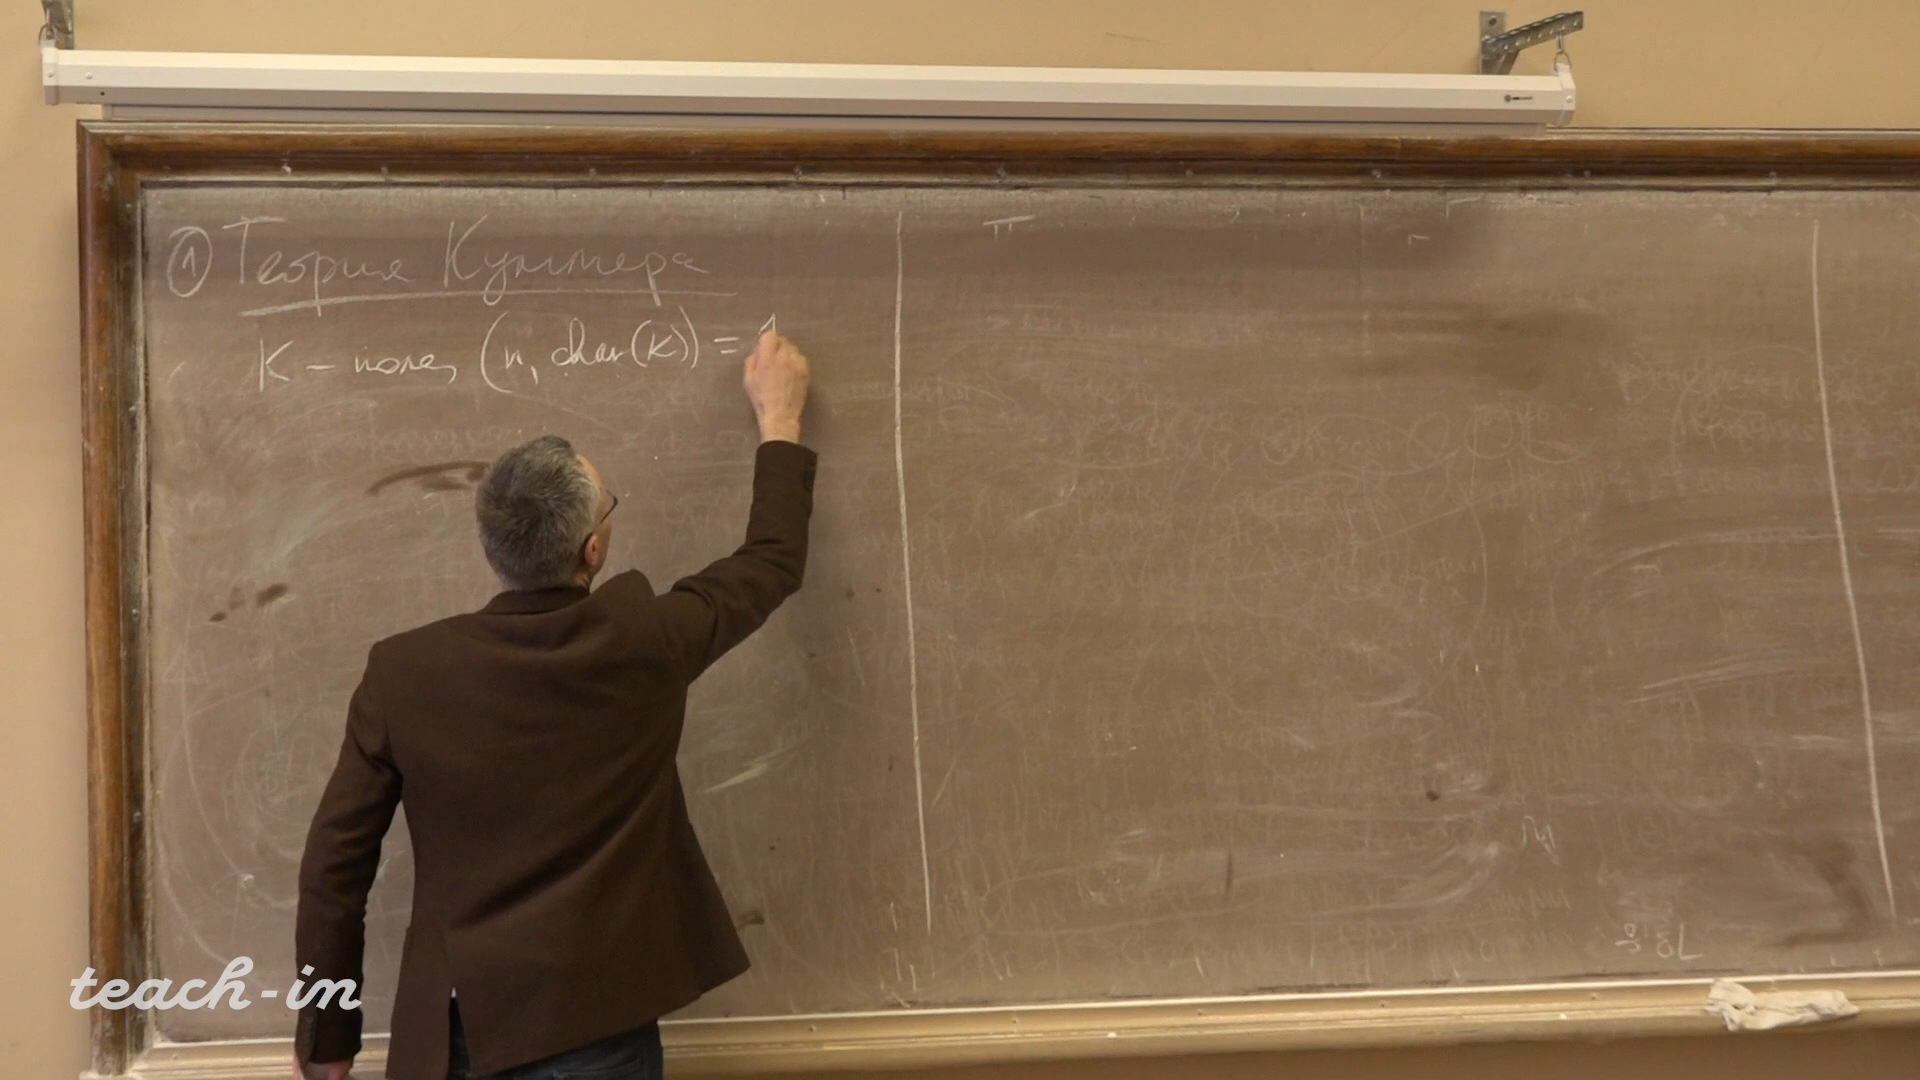 ① Теория Куммера
K – поле, (n, char(K)) = 1
teach-in